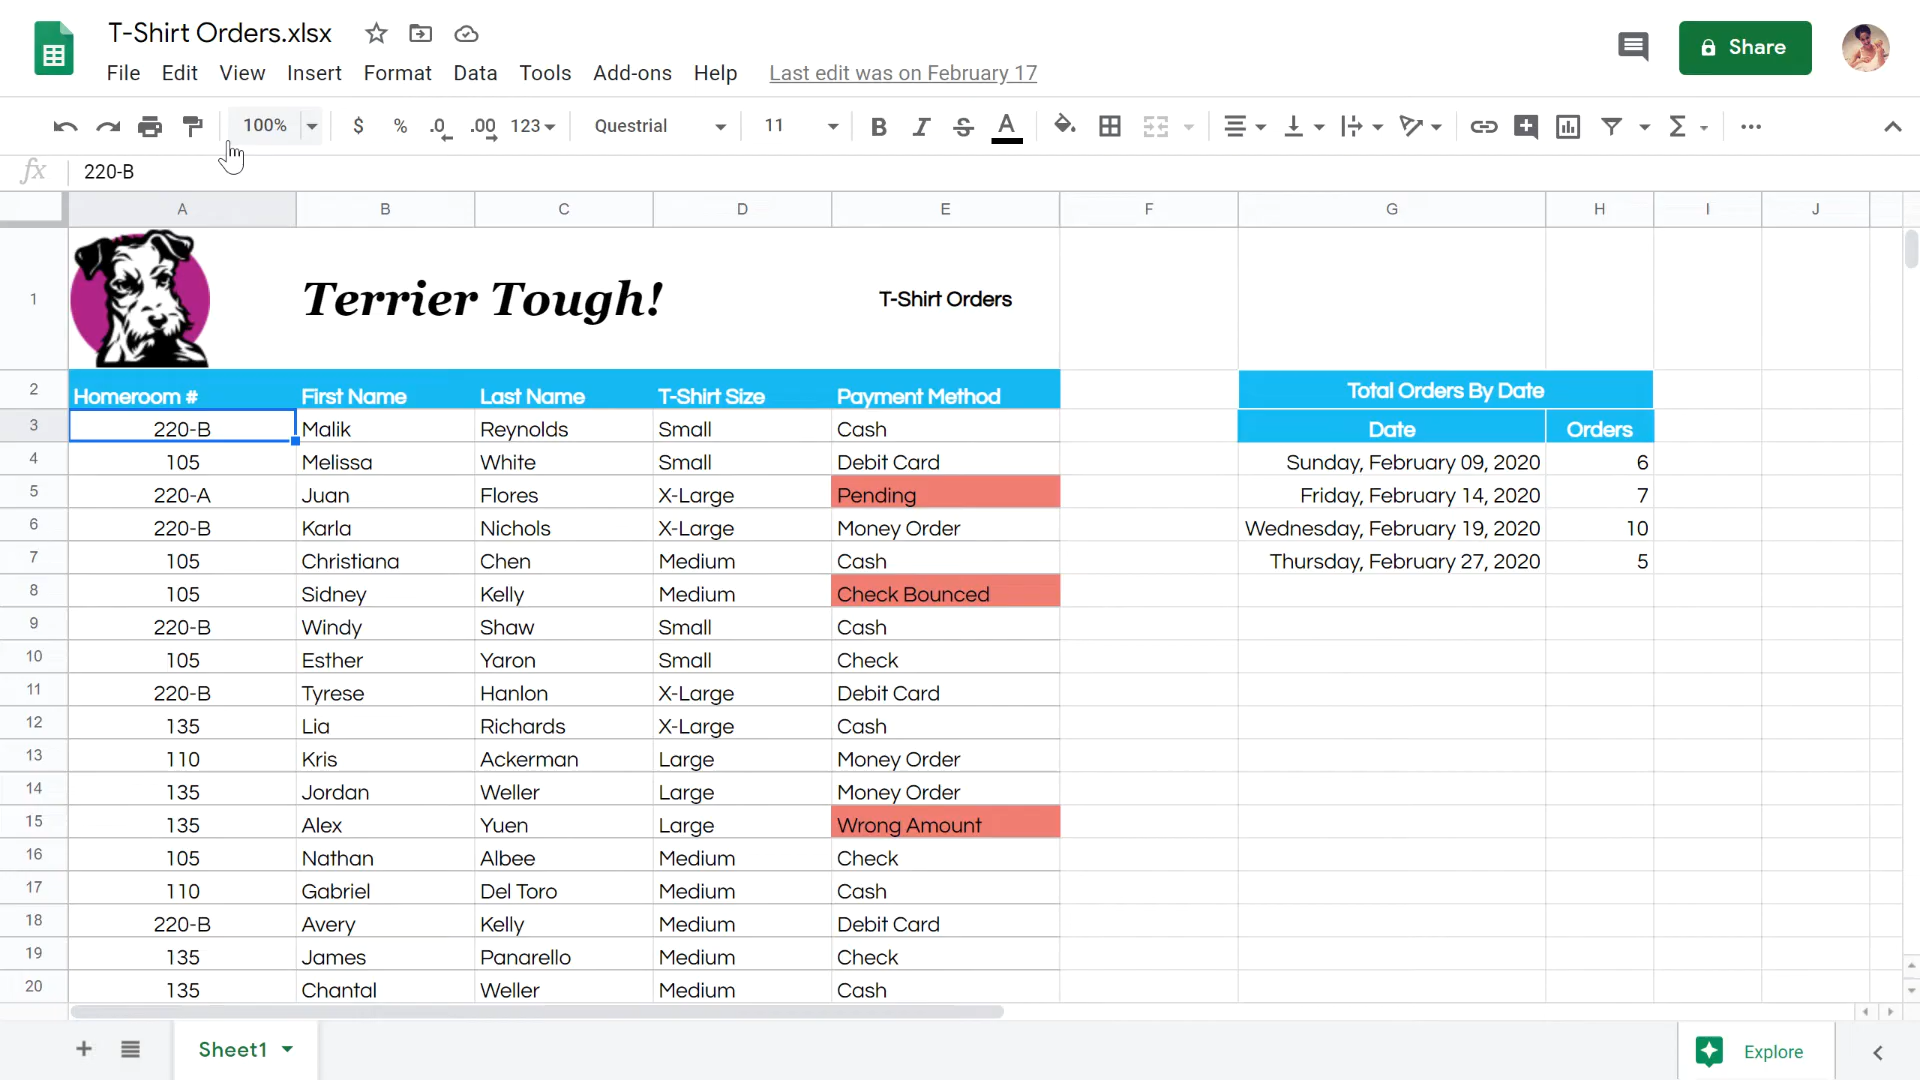 T-Shirt Orders.xlsx
File Edit View Insert Format Data Tools Add-ons Help Last edit was on February 17
Share
100% $ % .0 .00 123 Questrial 11 B I S A Σ
fx 220-B
A B C D E F G H I J
1 Terrier Tough! T-Shirt Orders
2 Homeroom # First Name Last Name T-Shirt Size Payment Method Total Orders By Date
3 220-B Malik Reynolds Small Cash Date Orders
4 105 Melissa White Small Debit Card Sunday, February 09, 2020 6
5 220-A Juan Flores X-Large Pending Friday, February 14, 2020 7
6 220-B Karla Nichols X-Large Money Order Wednesday, February 19, 2020 10
7 105 Christiana Chen Medium Cash Thursday, February 27, 2020 5
8 105 Sidney Kelly Medium Check Bounced
9 220-B Windy Shaw Small Cash
10 105 Esther Yaron Small Check
11 220-B Tyrese Hanlon X-Large Debit Card
12 135 Lia Richards X-Large Cash
13 110 Kris Ackerman Large Money Order
14 135 Jordan Weller Large Money Order
15 135 Alex Yuen Large Wrong Amount
16 105 Nathan Albee Medium Check
17 110 Gabriel Del Toro Medium Cash
18 220-B Avery Kelly Medium Debit Card
19 135 James Panarello Medium Check
20 135 Chantal Weller Medium Cash
Sheet1 Explore